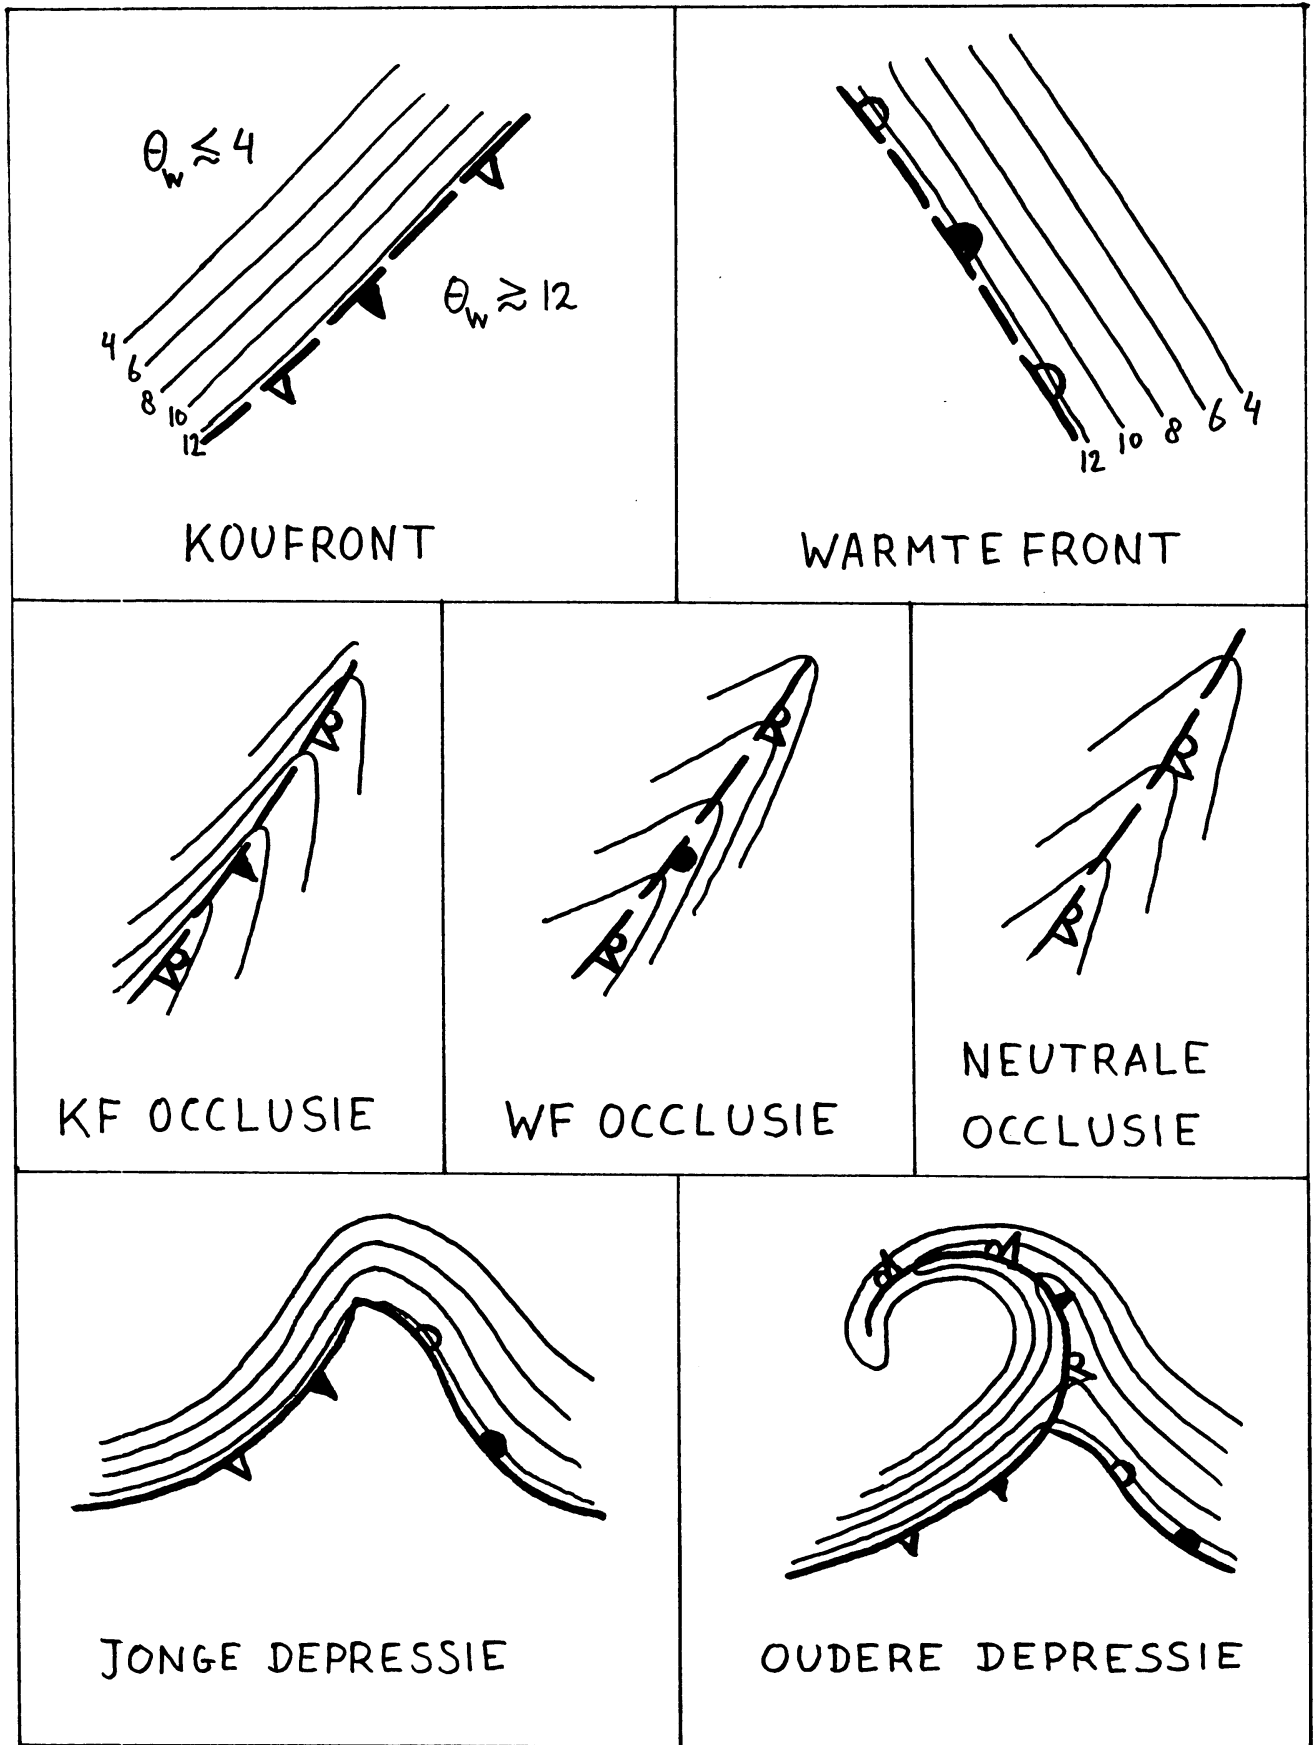 θw ≲ 4
θw ≳ 12
4
6
8
10
12
KOUFRONT
12
10
8
6
4
WARMTE FRONT
KF OCCLUSIE
WF OCCLUSIE
NEUTRALE
OCCLUSIE
JONGE DEPRESSIE
OUDERE DEPRESSIE